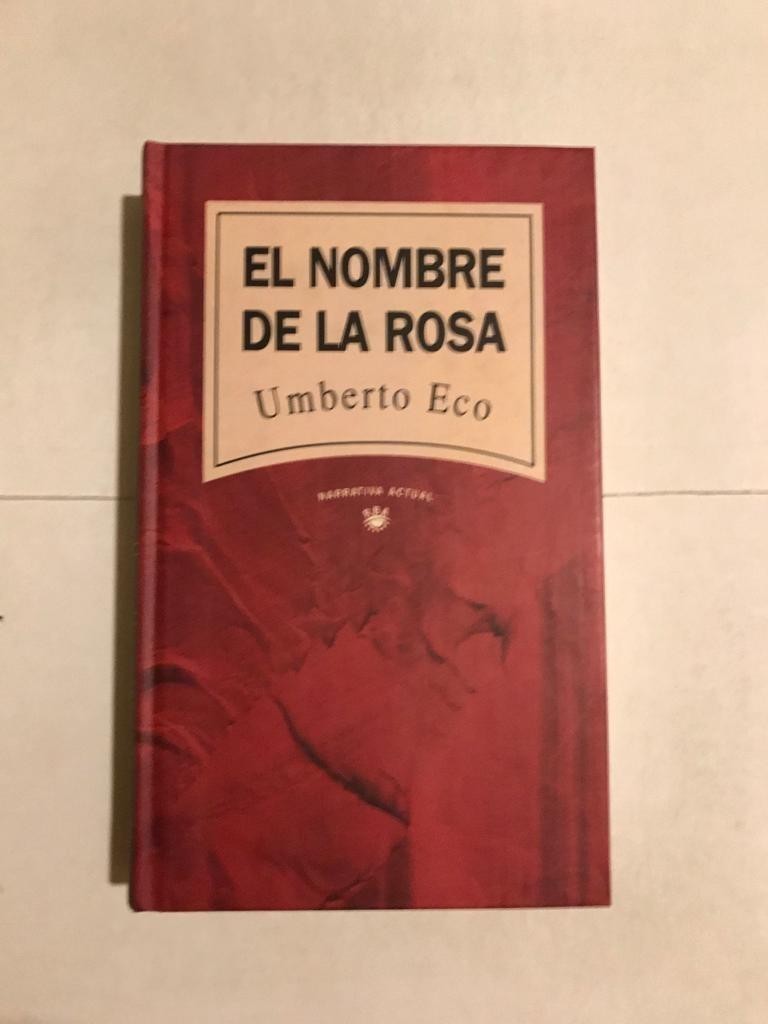 EL NOMBRE
DE LA ROSA
Umberto Eco
NARRATIVA ACTUAL
RBA